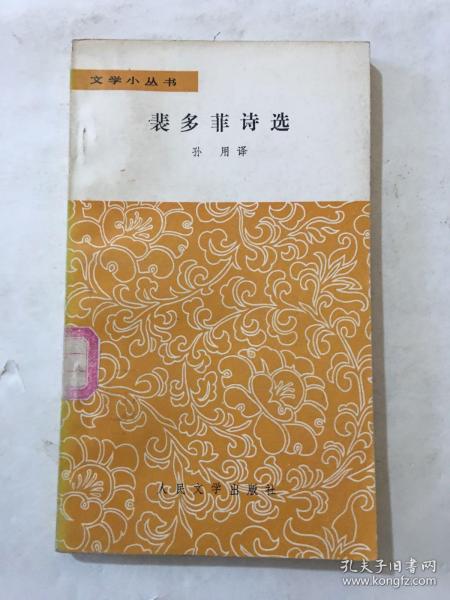 文学小丛书
裴多菲诗选
孙用译
人民文学出版社
孔夫子旧书网
www.kongfz.com